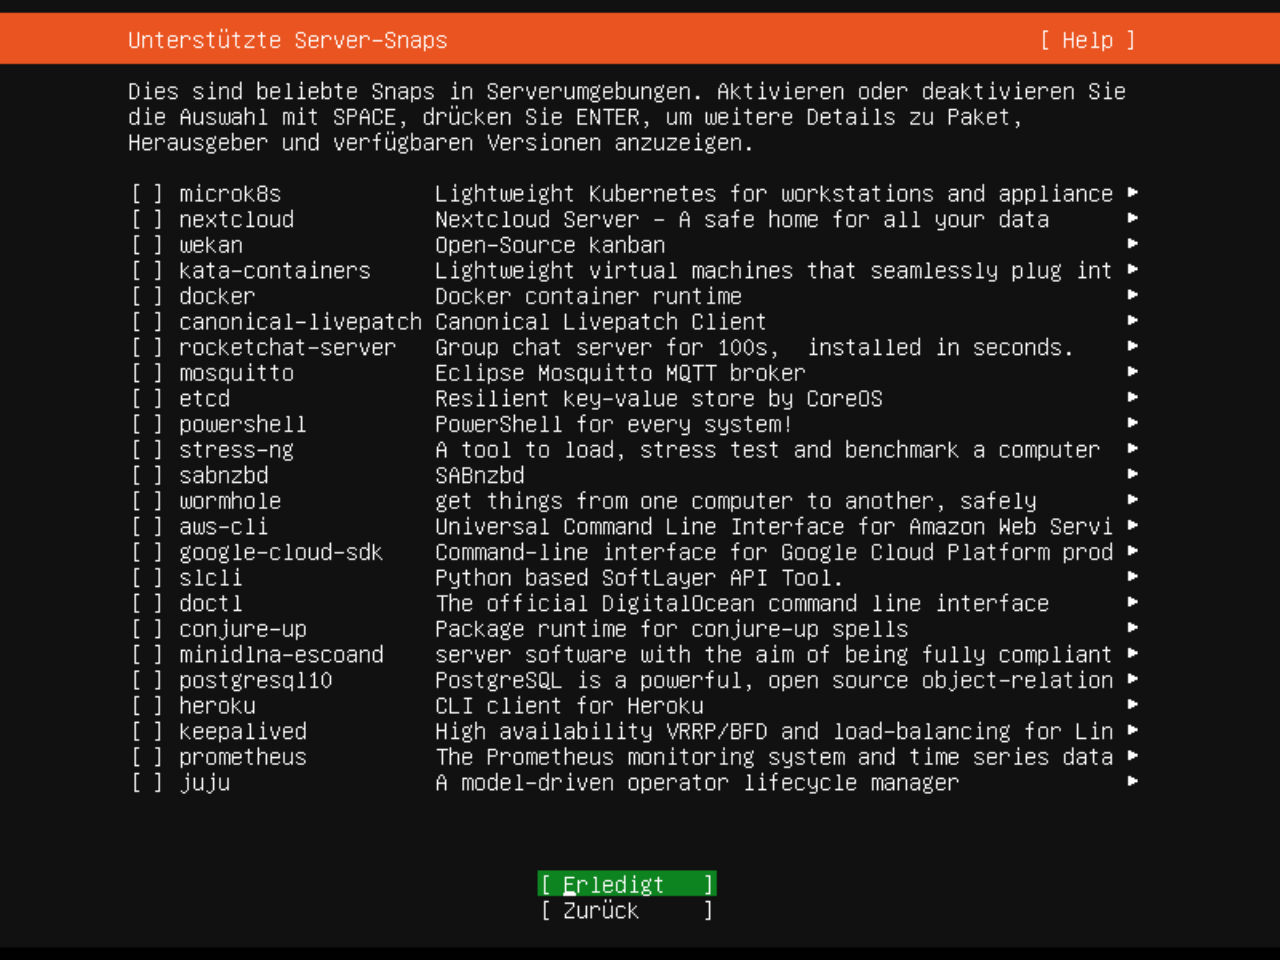 Unterstützte Server-Snaps [ Help ]
Dies sind beliebte Snaps in Serverumgebungen. Aktivieren oder deaktivieren Sie
die Auswahl mit SPACE, drücken Sie ENTER, um weitere Details zu Paket,
Herausgeber und verfügbaren Versionen anzuzeigen.
[ ] microk8s Lightweight Kubernetes for workstations and appliance ▸
[ ] nextcloud Nextcloud Server - A safe home for all your data ▸
[ ] wekan Open-Source kanban ▸
[ ] kata-containers Lightweight virtual machines that seamlessly plug int ▸
[ ] docker Docker container runtime ▸
[ ] canonical-livepatch Canonical Livepatch Client ▸
[ ] rocketchat-server Group chat server for 100s,  installed in seconds. ▸
[ ] mosquitto Eclipse Mosquitto MQTT broker ▸
[ ] etcd Resilient key-value store by CoreOS ▸
[ ] powershell PowerShell for every system! ▸
[ ] stress-ng A tool to load, stress test and benchmark a computer ▸
[ ] sabnzbd SABnzbd ▸
[ ] wormhole get things from one computer to another, safely ▸
[ ] aws-cli Universal Command Line Interface for Amazon Web Servi ▸
[ ] google-cloud-sdk Command-line interface for Google Cloud Platform prod ▸
[ ] slcli Python based SoftLayer API Tool. ▸
[ ] doctl The official DigitalOcean command line interface ▸
[ ] conjure-up Package runtime for conjure-up spells ▸
[ ] minidlna-escoand server software with the aim of being fully compliant ▸
[ ] postgresql10 PostgreSQL is a powerful, open source object-relation ▸
[ ] heroku CLI client for Heroku ▸
[ ] keepalived High availability VRRP/BFD and load-balancing for Lin ▸
[ ] prometheus The Prometheus monitoring system and time series data ▸
[ ] juju A model-driven operator lifecycle manager ▸
[ Erledigt ]
[ Zurück ]